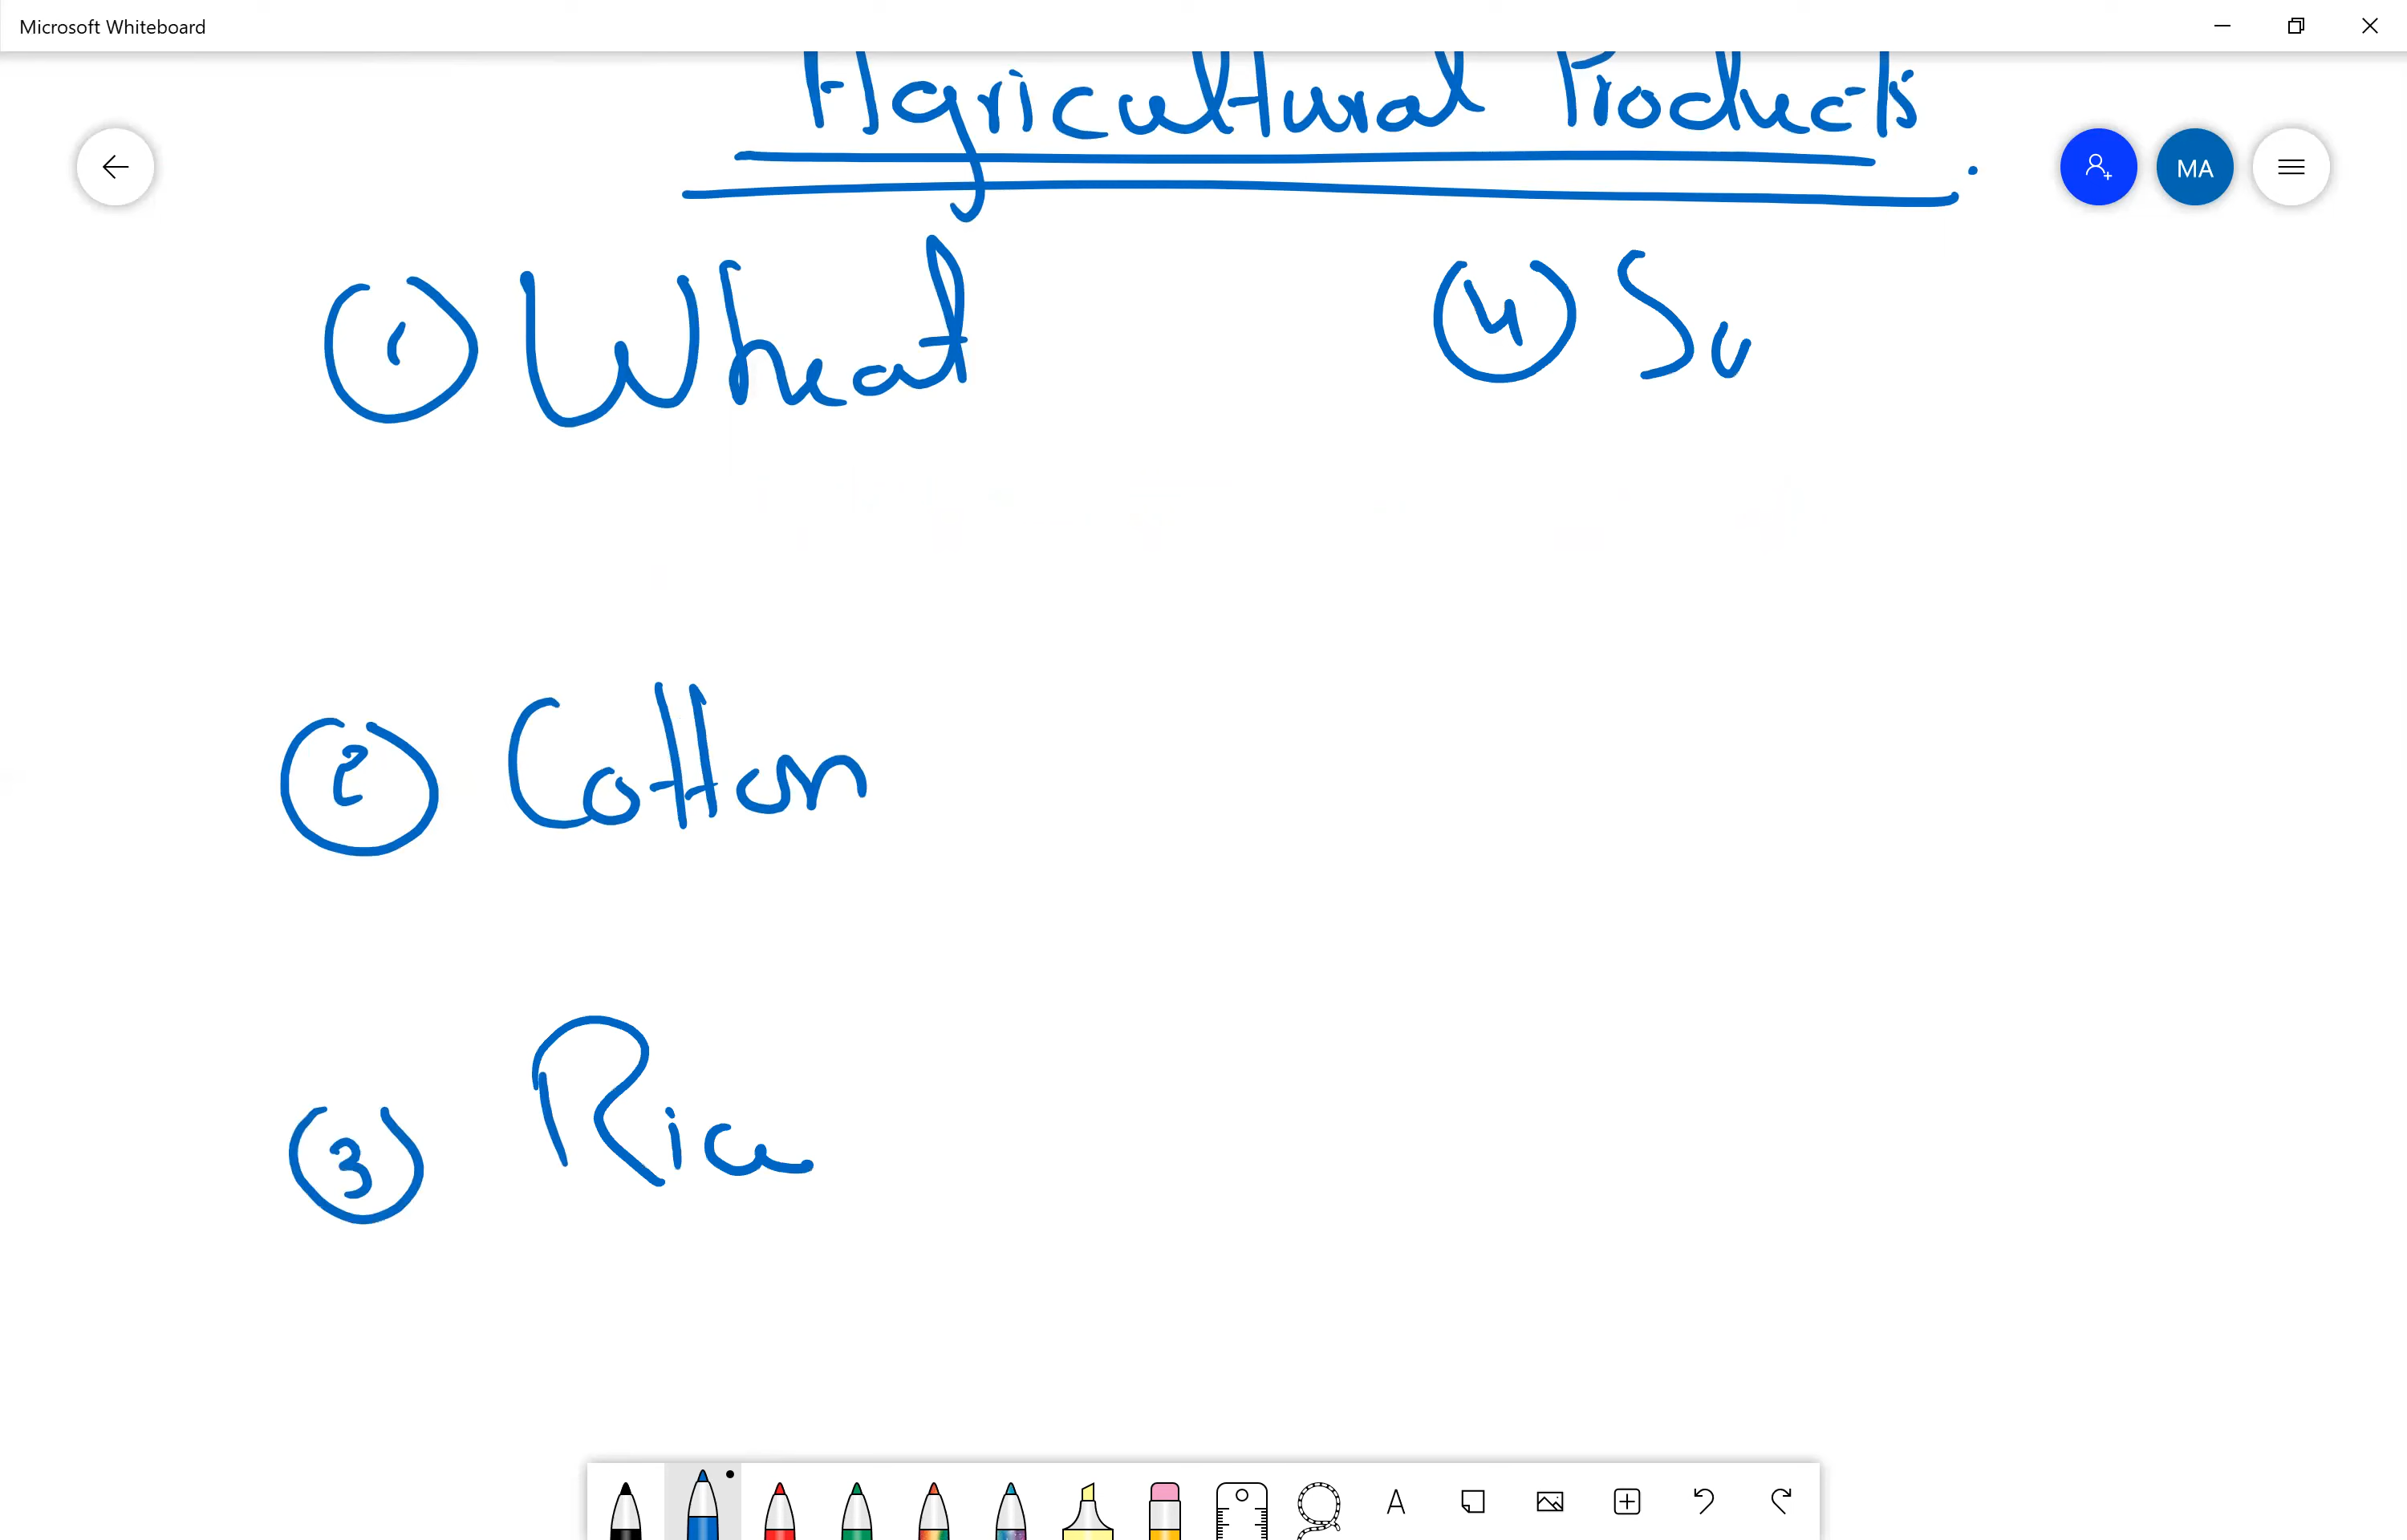 Microsoft Whiteboard
Agricultural Products.
MA
① Wheat
④ Su
② Cotton
③ Rice
A